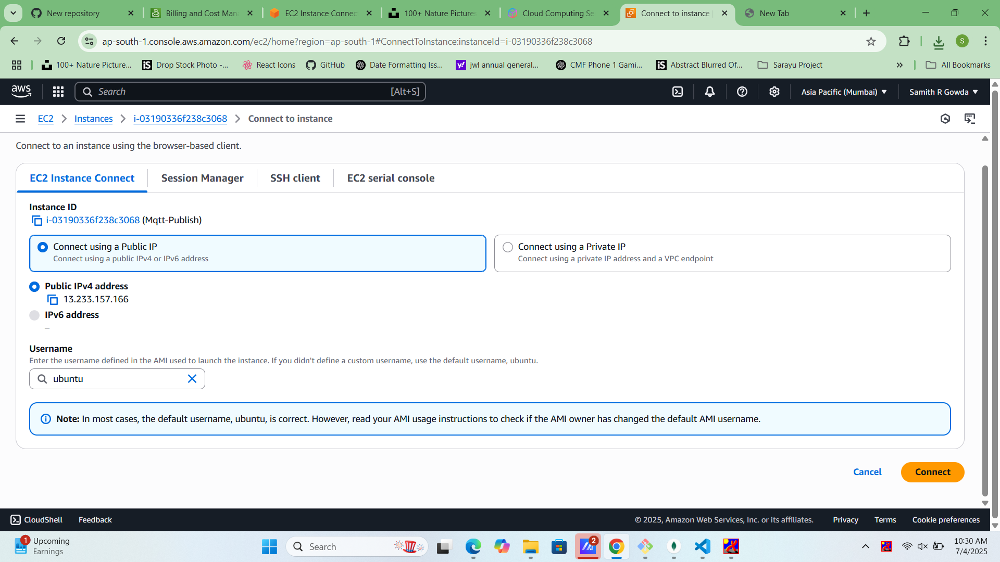 New repository
Billing and Cost Man
EC2 Instance Connec
100+ Nature Pictures
Cloud Computing Se
Connect to instance
New Tab
ap-south-1.console.aws.amazon.com/ec2/home?region=ap-south-1#ConnectToInstance:instanceId=i-03190336f238c3068
S
100+ Nature Picture...
Drop Stock Photo -...
React Icons
GitHub
Date Formatting Iss...
jwl annual general...
CMF Phone 1 Gami...
Abstract Blurred Of...
Sarayu Project
All Bookmarks
aws
Search
[Alt+S]
Asia Pacific (Mumbai)
Samith R Gowda
EC2
Instances
i-03190336f238c3068
Connect to instance
Connect to an instance using the browser-based client.
EC2 Instance Connect
Session Manager
SSH client
EC2 serial console
Instance ID
i-03190336f238c3068 (Mqtt-Publish)
Connect using a Public IP
Connect using a public IPv4 or IPv6 address
Connect using a Private IP
Connect using a private IP address and a VPC endpoint
Public IPv4 address
13.233.157.166
IPv6 address
–
Username
Enter the username defined in the AMI used to launch the instance. If you didn't define a custom username, use the default username, ubuntu.
ubuntu
Note: In most cases, the default username, ubuntu, is correct. However, read your AMI usage instructions to check if the AMI owner has changed the default AMI username.
Cancel
Connect
CloudShell
Feedback
© 2025, Amazon Web Services, Inc. or its affiliates.
Privacy
Terms
Cookie preferences
1
Upcoming
Earnings
Search
2
10:30 AM
7/4/2025